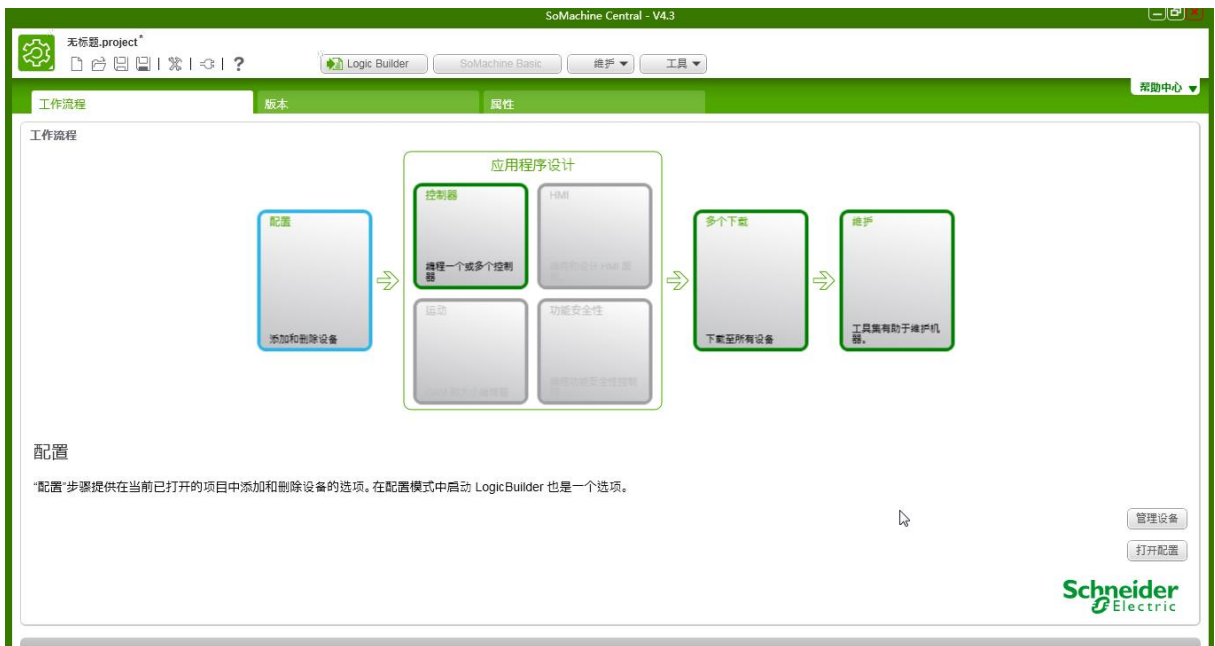 SoMachine Central - V4.3
无标题.project*
Logic Builder
SoMachine Basic
维护
工具
帮助中心
工作流程
版本
属性
工作流程
应用程序设计
控制器
编程一个或多个控制器
HMI
运动
功能安全性
配置
添加和删除设备
多个下载
下载至所有设备
维护
工具集有助于维护机器。
配置
“配置”步骤提供在当前已打开的项目中添加和删除设备的选项。在配置模式中启动 LogicBuilder 也是一个选项。
管理设备
打开配置
Schneider
Electric